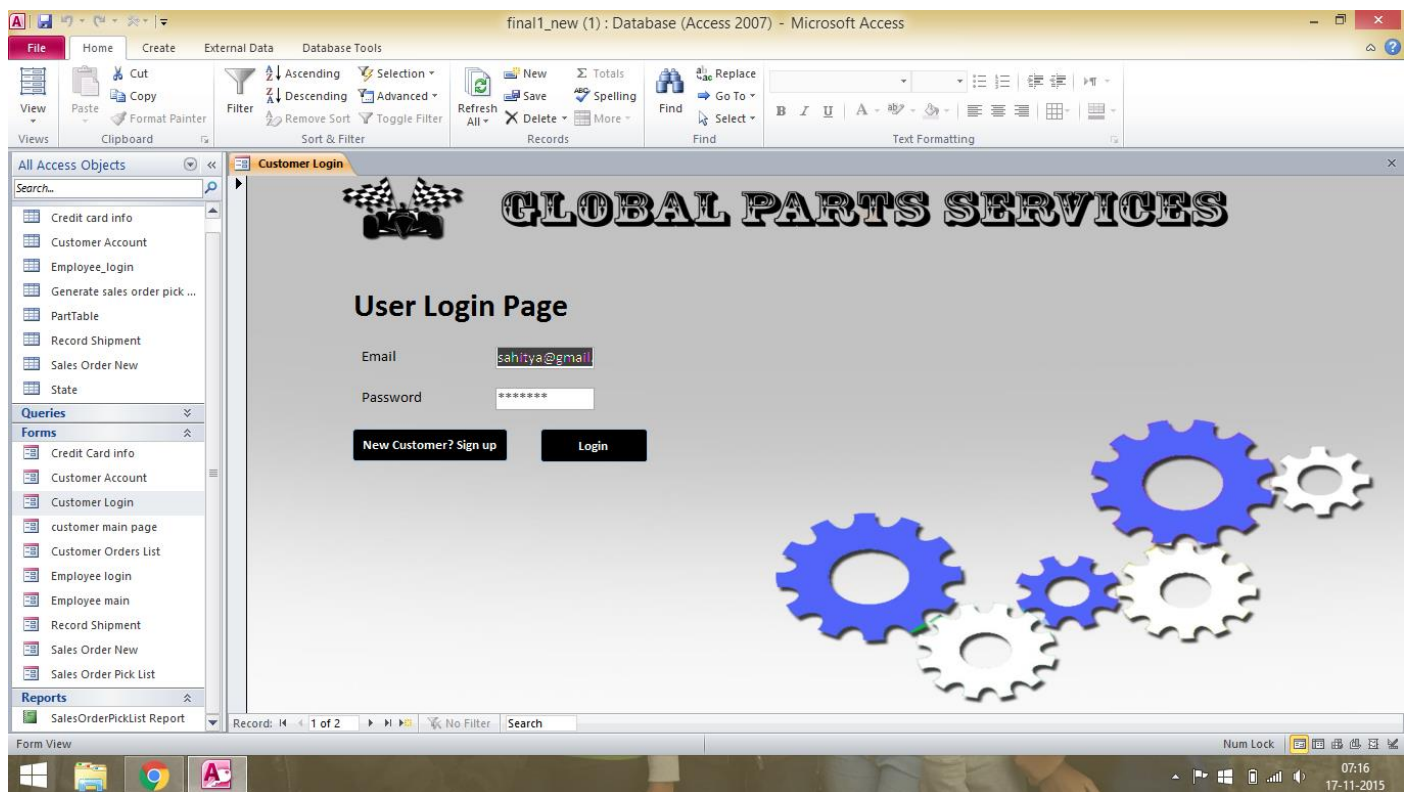 final1_new (1) : Database (Access 2007) - Microsoft Access
File Home Create External Data Database Tools
View
Views
Paste
Cut
Copy
Format Painter
Clipboard
Filter
Ascending
Descending
Remove Sort
Selection
Advanced
Toggle Filter
Sort & Filter
Refresh
All
New
Save
Delete
Totals
Spelling
More
Records
Find
Replace
Go To
Select
Find
B I U A
Text Formatting
All Access Objects
Search...
Credit card info
Customer Account
Employee_login
Generate sales order pick ...
PartTable
Record Shipment
Sales Order New
State
Queries
Forms
Credit Card info
Customer Account
Customer Login
customer main page
Customer Orders List
Employee login
Employee main
Record Shipment
Sales Order New
Sales Order Pick List
Reports
SalesOrderPickList Report
Customer Login
GLOBAL PARTS SERVICES
User Login Page
Email sahitya@gmail.
Password *******
New Customer? Sign up Login
Record: 1 of 2 No Filter Search
Form View Num Lock
07:16
17-11-2015